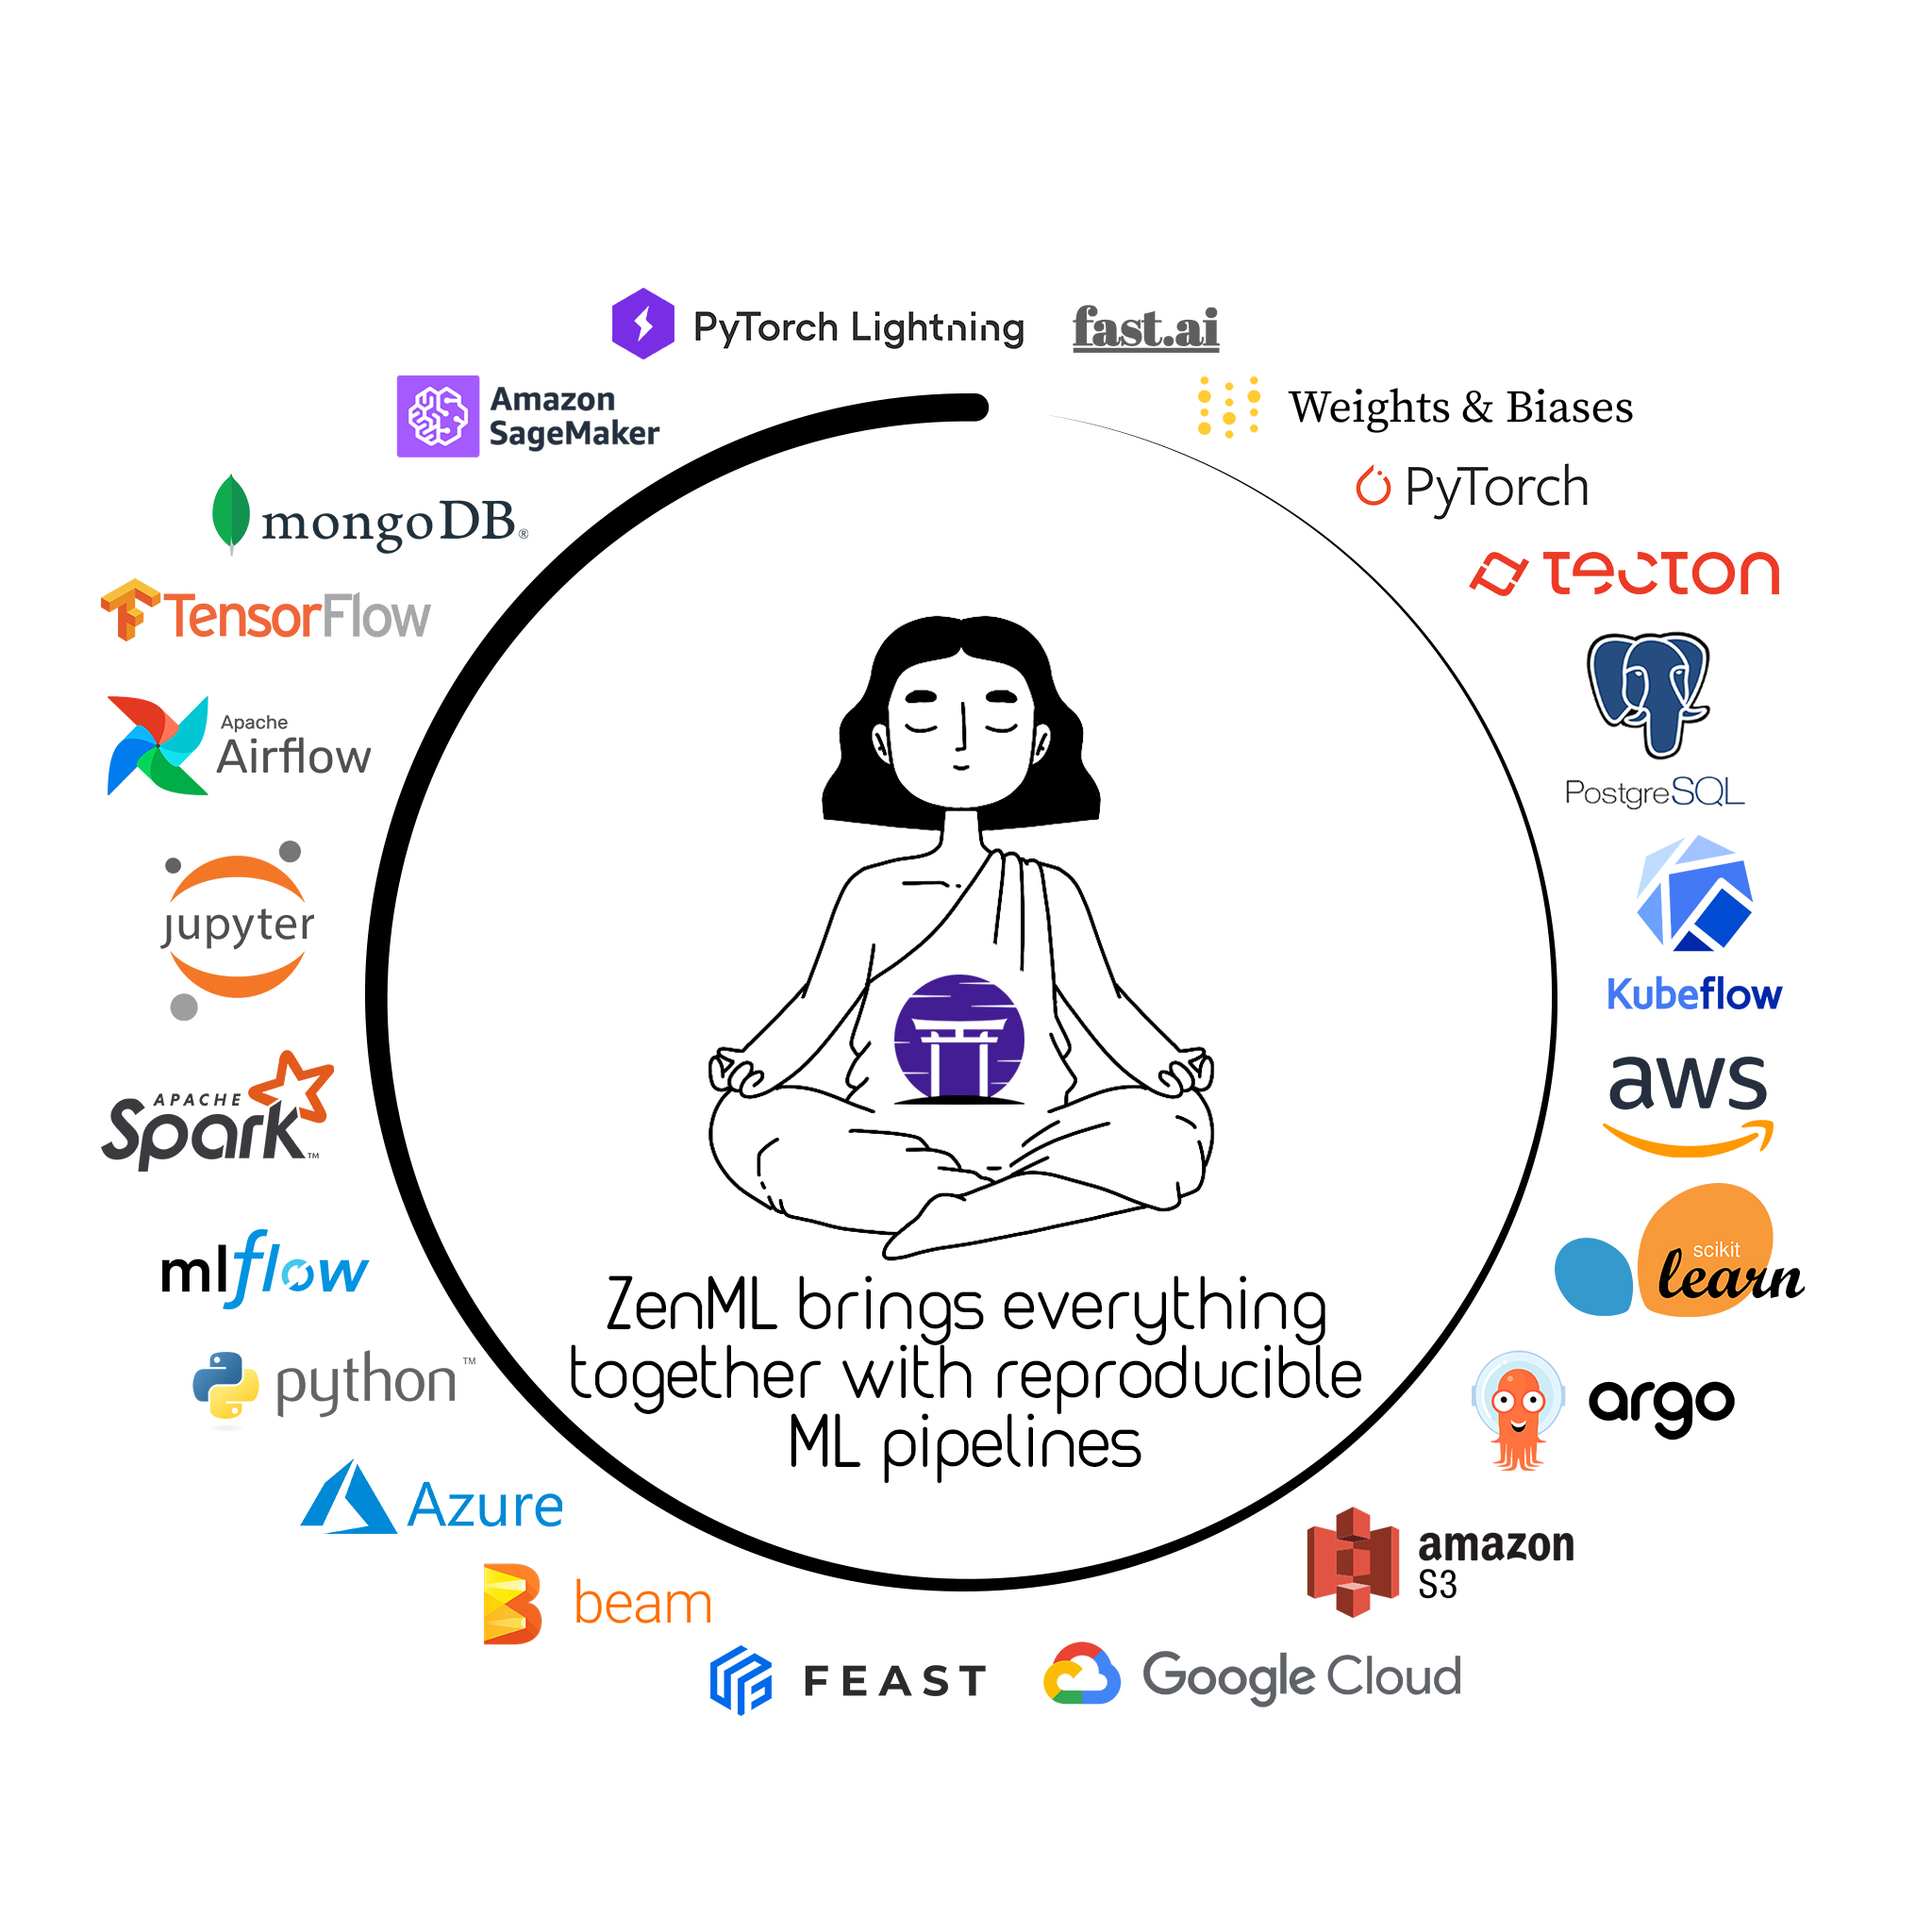 PyTorch Lightning
fast.ai
Amazon
SageMaker
Weights & Biases
mongoDB®
PyTorch
TensorFlow
tecton
Apache
Airflow
PostgreSQL
jupyter
Kubeflow
APACHE
Spark™
aws
mlflow
scikit
learn
ZenML brings everything
together with reproducible
ML pipelines
python™
argo
Azure
amazon
S3
beam
FEAST
Google Cloud